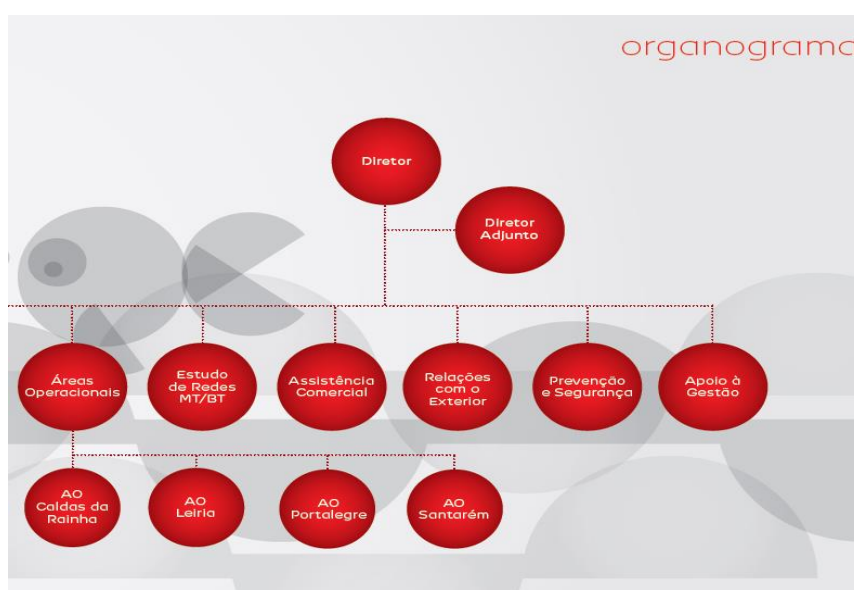 organograma
Diretor
Diretor
Adjunto
Áreas
Operacionais
Estudo
de Redes
MT/BT
Assistência
Comercial
Relações
com o
Exterior
Prevenção
e Segurança
Apoio à
Gestão
AO
Caldas da
Rainha
AO
Leiria
AO
Portalegre
AO
Santarém